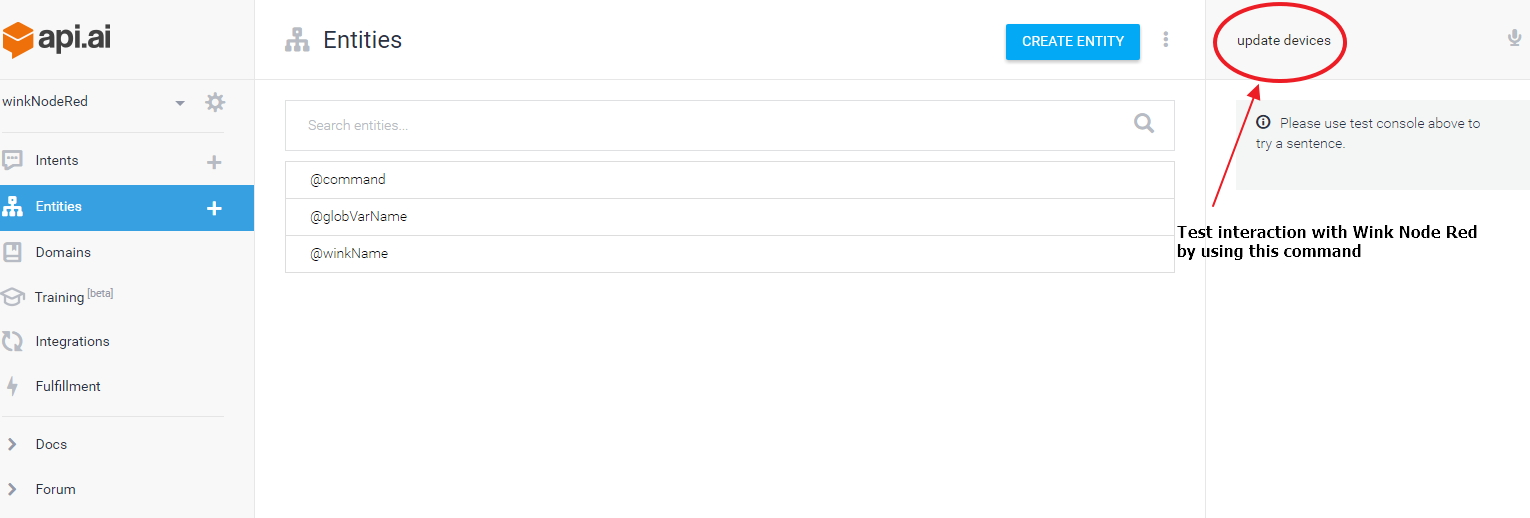 api.ai
winkNodeRed
Intents
Entities
Domains
Training [beta]
Integrations
Fulfillment
Docs
Forum
Entities
CREATE ENTITY
Search entities...
@command
@globVarName
@winkName
update devices
Please use test console above to
try a sentence.
Test interaction with Wink Node Red
by using this command